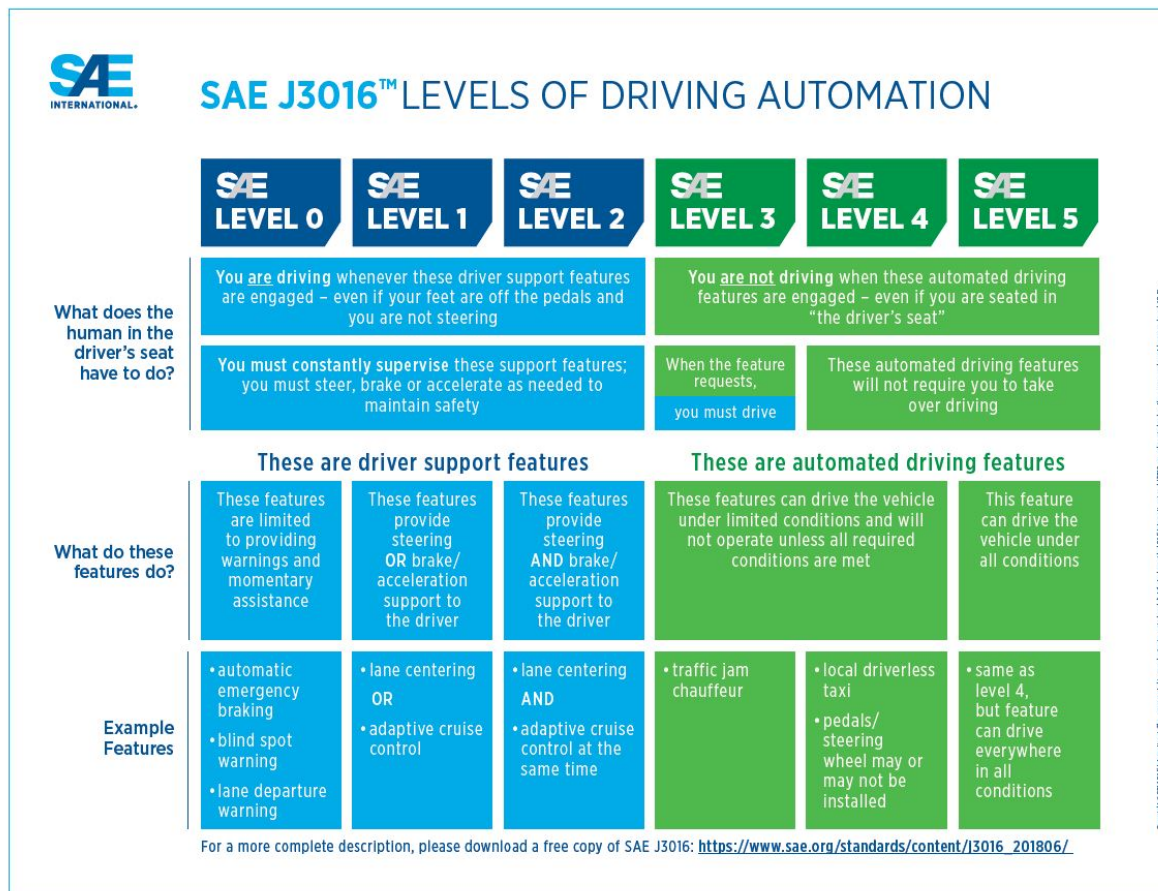 SAE
INTERNATIONAL®
SAE J3016™ LEVELS OF DRIVING AUTOMATION
SAE
LEVEL 0
SAE
LEVEL 1
SAE
LEVEL 2
SAE
LEVEL 3
SAE
LEVEL 4
SAE
LEVEL 5
What does the
human in the
driver's seat
have to do?
You are driving whenever these driver support features
are engaged – even if your feet are off the pedals and
you are not steering
You are not driving when these automated driving
features are engaged – even if you are seated in
“the driver's seat”
You must constantly supervise these support features;
you must steer, brake or accelerate as needed to
maintain safety
When the feature
requests,
you must drive
These automated driving features
will not require you to take
over driving
These are driver support features
These are automated driving features
What do these
features do?
These features
are limited
to providing
warnings and
momentary
assistance
These features
provide
steering
OR brake/
acceleration
support to
the driver
These features
provide
steering
AND brake/
acceleration
support to
the driver
These features can drive the vehicle
under limited conditions and will
not operate unless all required
conditions are met
This feature
can drive the
vehicle under
all conditions
Example
Features
• automatic
emergency
braking
• blind spot
warning
• lane departure
warning
• lane centering
OR
• adaptive cruise
control
• lane centering
AND
• adaptive cruise
control at the
same time
• traffic jam
chauffeur
• local driverless
taxi
• pedals/
steering
wheel may or
may not be
installed
• same as
level 4,
but feature
can drive
everywhere
in all
conditions
For a more complete description, please download a free copy of SAE J3016: https://www.sae.org/standards/content/j3016_201806/